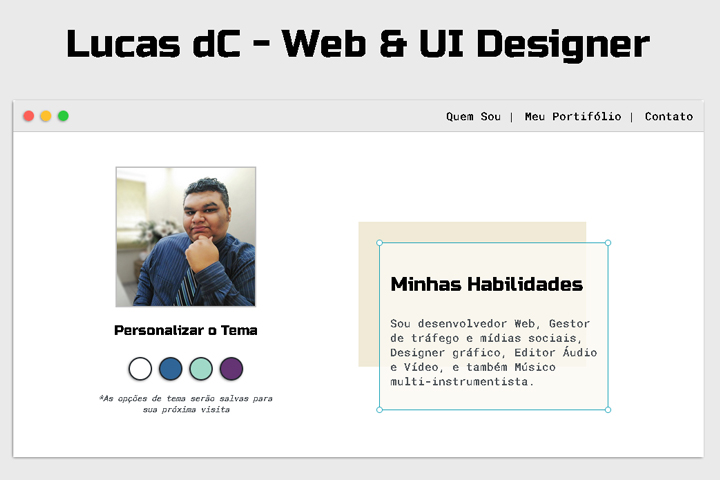 Lucas dC - Web & UI Designer
Quem Sou | Meu Portifólio | Contato
Personalizar o Tema
*As opções de tema serão salvas para
sua próxima visita
Minhas Habilidades
Sou desenvolvedor Web, Gestor
de tráfego e mídias sociais,
Designer gráfico, Editor Áudio
e Vídeo, e também Músico
multi-instrumentista.